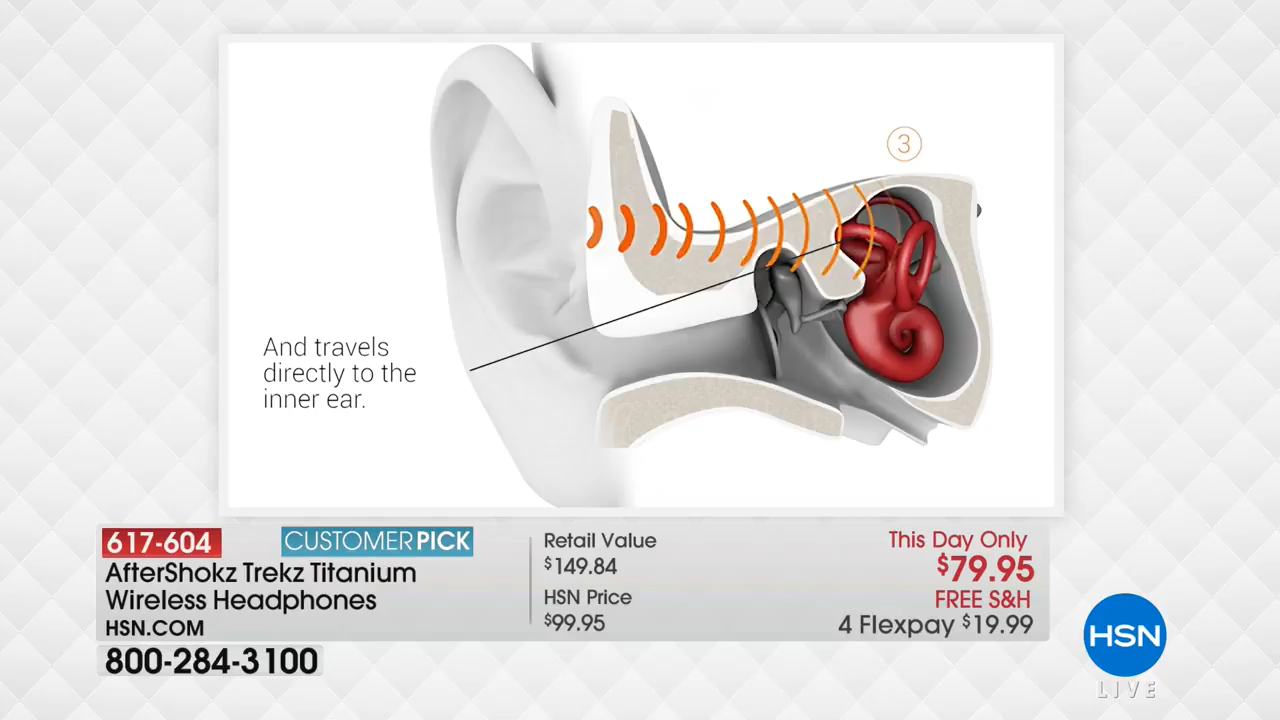 3
And travels
directly to the
inner ear.
617-604
CUSTOMERPICK
AfterShokz Trekz Titanium
Wireless Headphones
HSN.COM
800-284-3100
Retail Value
$149.84
HSN Price
$99.95
This Day Only
$79.95
FREE S&H
4 Flexpay $19.99
HSN
LIVE